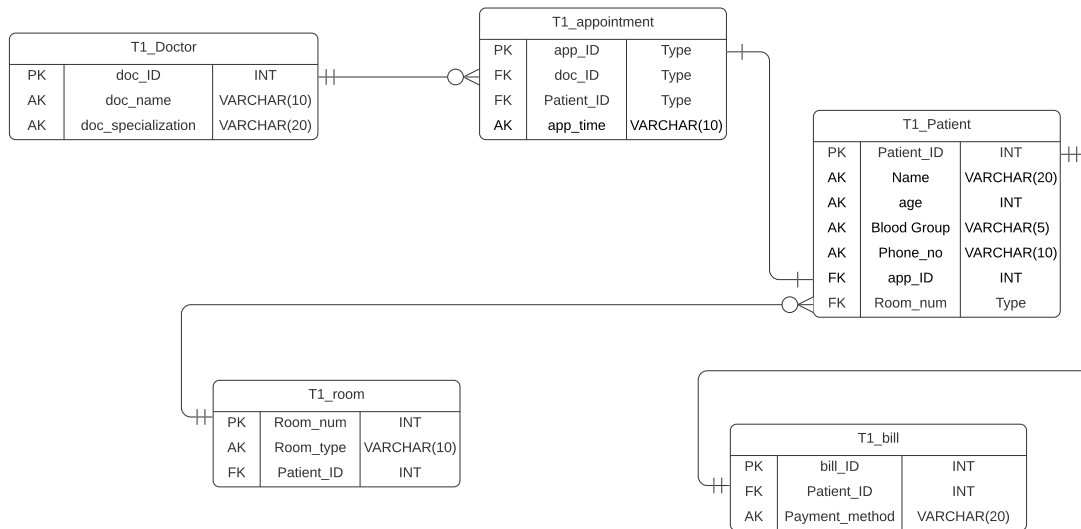 T1_Doctor
PK doc_ID INT
AK doc_name VARCHAR(10)
AK doc_specialization VARCHAR(20)
T1_appointment
PK app_ID Type
FK doc_ID Type
FK Patient_ID Type
AK app_time VARCHAR(10)
T1_Patient
PK Patient_ID INT
AK Name VARCHAR(20)
AK age INT
AK Blood Group VARCHAR(5)
AK Phone_no VARCHAR(10)
FK app_ID INT
FK Room_num Type
T1_room
PK Room_num INT
AK Room_type VARCHAR(10)
FK Patient_ID INT
T1_bill
PK bill_ID INT
FK Patient_ID INT
AK Payment_method VARCHAR(20)